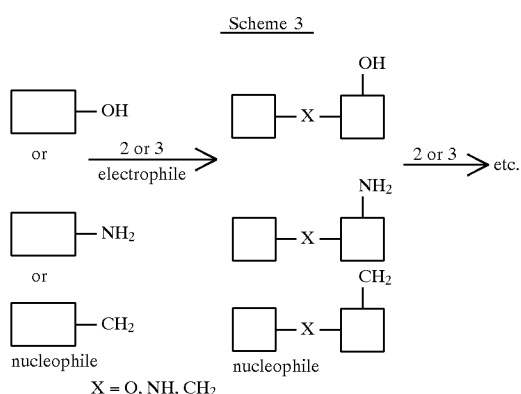 Scheme 3
OH
OH
X
or
2 or 3
electrophile
2 or 3
etc.
NH₂
NH₂
X
or
CH₂
CH₂
X
nucleophile
nucleophile
X = O, NH, CH₂